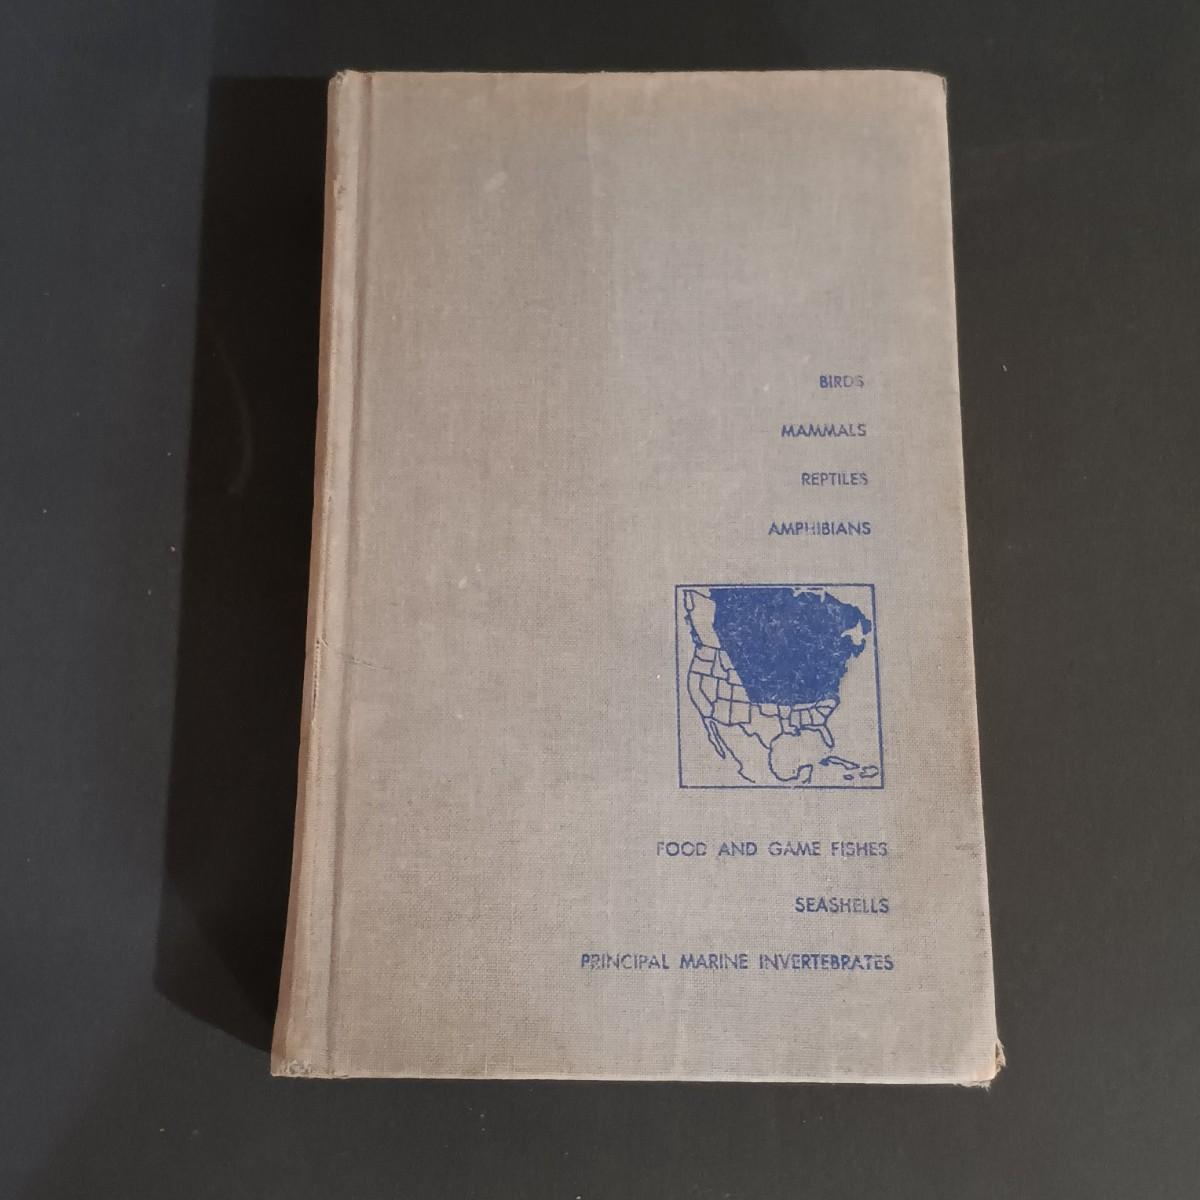 BIRDS
MAMMALS
REPTILES
AMPHIBIANS
FOOD AND GAME FISHES
SEASHELLS
PRINCIPAL MARINE INVERTEBRATES